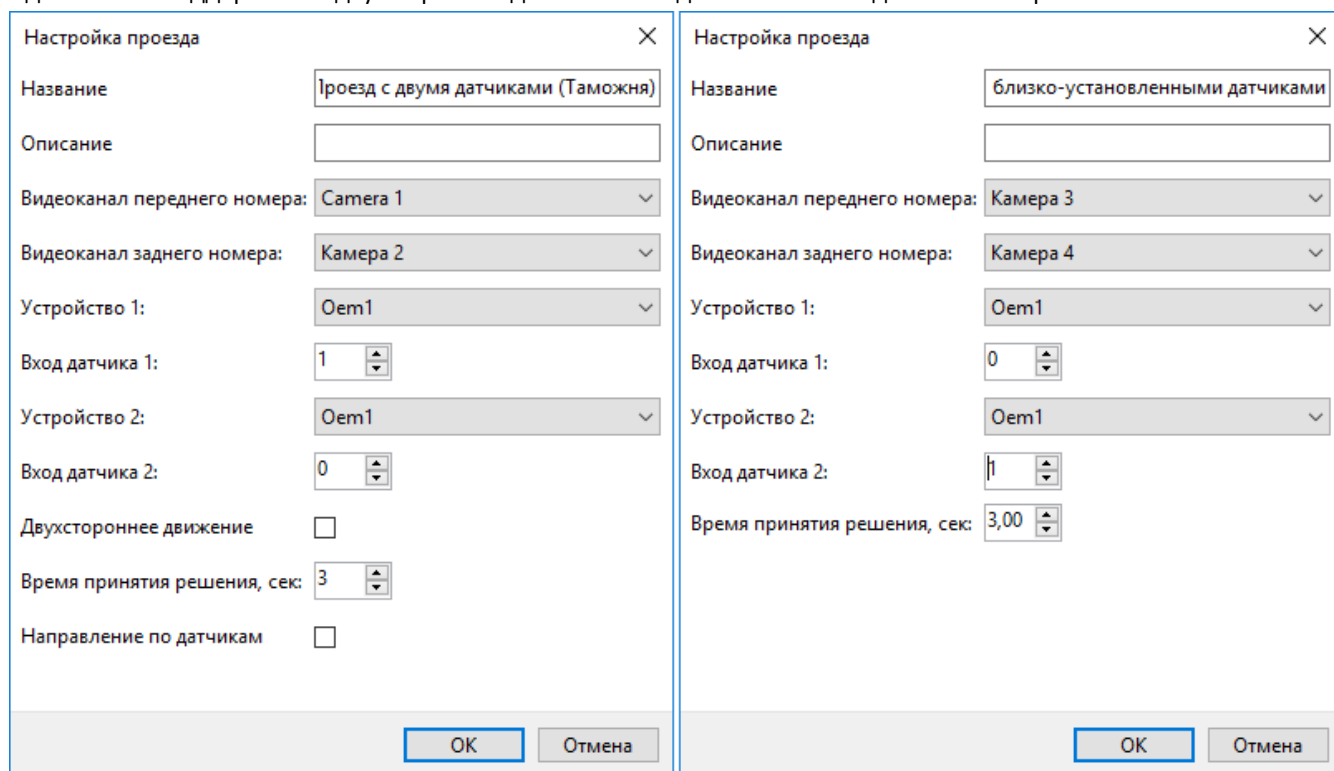 Настройка проезда
Название роезд с двумя датчиками (Таможня)
Описание
Видеоканал переднего номера: Camera 1
Видеоканал заднего номера: Камера 2
Устройство 1: Oem1
Вход датчика 1: 1
Устройство 2: Oem1
Вход датчика 2: 0
Двухстороннее движение
Время принятия решения, сек: 3
Направление по датчикам
ОК Отмена
Настройка проезда
Название близко-установленными датчиками
Описание
Видеоканал переднего номера: Камера 3
Видеоканал заднего номера: Камера 4
Устройство 1: Oem1
Вход датчика 1: 0
Устройство 2: Oem1
Вход датчика 2: 1
Время принятия решения, сек: 3,00
ОК Отмена